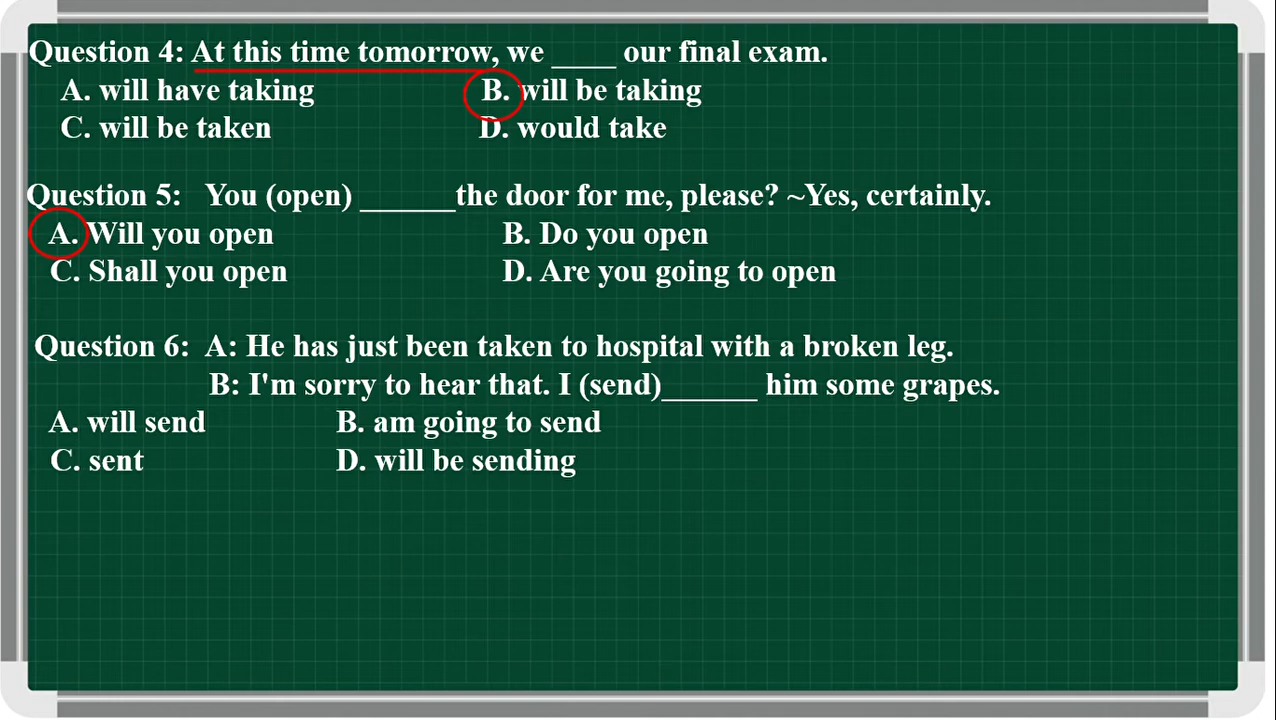 Question 4: At this time tomorrow, we ____ our final exam.
A. will have taking B. will be taking
C. will be taken D. would take
Question 5: You (open) ______the door for me, please? ~Yes, certainly.
A. Will you open B. Do you open
C. Shall you open D. Are you going to open
Question 6: A: He has just been taken to hospital with a broken leg.
B: I'm sorry to hear that. I (send)______ him some grapes.
A. will send B. am going to send
C. sent D. will be sending